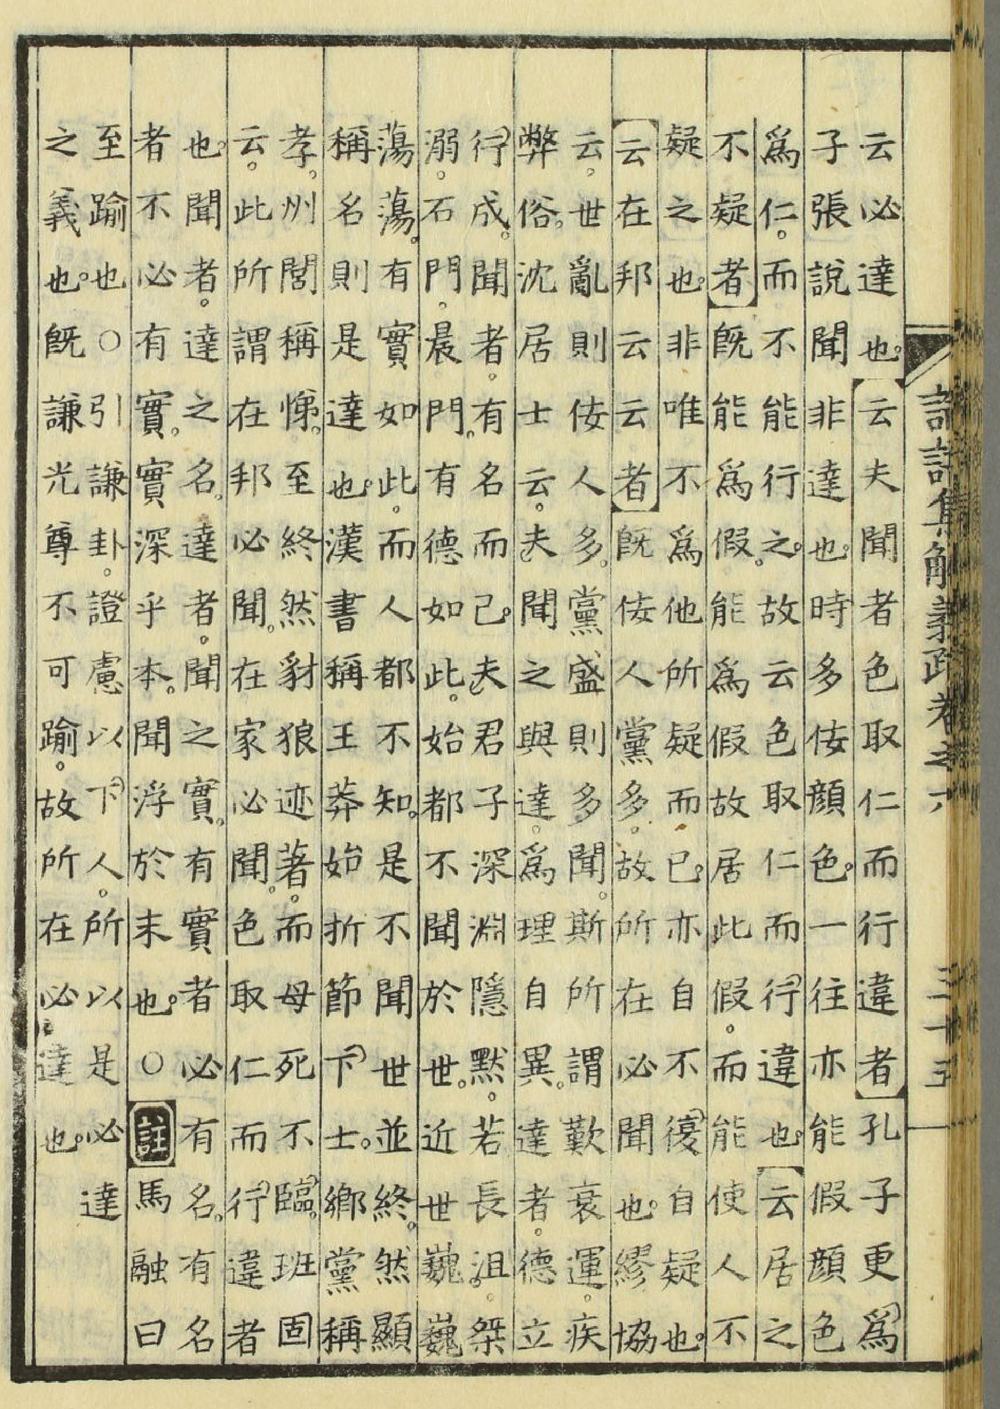 云必達也。云夫聞者色取仁而行違者孔子更爲
子張說聞非達也。時多佞顏色。一往亦能假顏色
爲仁。而不能行之。故云色取仁而行違也。云居之
不疑者既能爲假。能爲假故居此假。而能使人不
疑之也。非唯不爲他所疑而已。亦自不復自疑也。
云在邦云云者既佞人黨多。故所在必聞也。繆協
云。世亂則佞人多。黨盛則多聞。斯所謂歎衰運。疾
弊俗。沈居士云。夫聞之與達。爲理自異。達者。德立
行成。聞者。有名而已。夫君子深淵隱默。若長沮。桀
溺。石門。晨門。有德如此。始都不聞於世。近世巍巍
蕩蕩。有實如此。而人都不知。是不聞世並終。然顯
稱名則是達也。漢書稱王莽始折節下士。鄉黨稱
孝。州閭稱悌。至終然豺狼迹著。而母死不臨。班固
云。此所謂在邦必聞。在家必聞。色取仁而行違者
也。聞者。達之名。達者。聞之實。有實者必有名。有名
者不必有實。實深乎本。聞浮於末也。○註馬融曰
至踰也○引謙卦。證慮以下人。所以是必達
之義也。既謙光尊不可踰。故所在必達也。
三十五